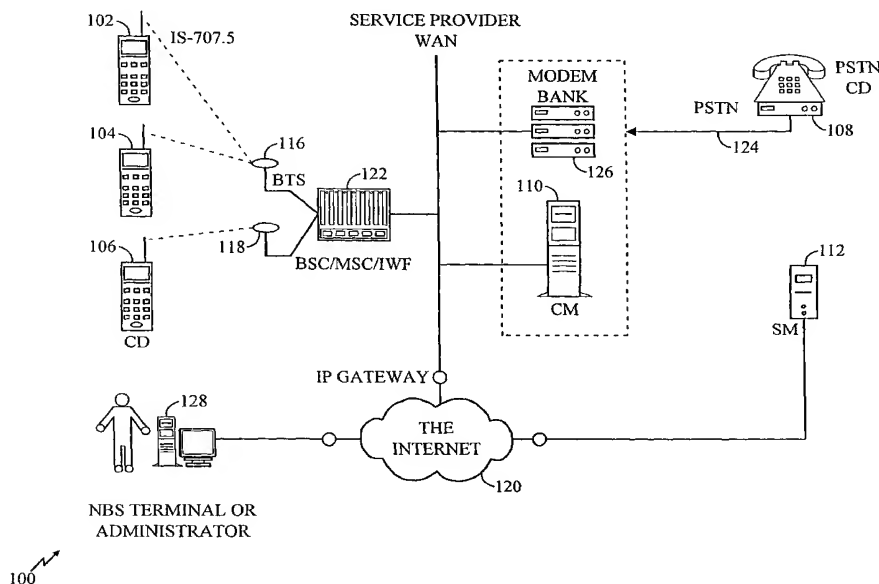 102
IS-707.5
SERVICE PROVIDER
WAN
MODEM
BANK
PSTN
CD
PSTN
108
124
104
116
BTS
122
126
110
106
118
BSC/MSC/IWF
CM
112
SM
CD
IP GATEWAY
128
THE
INTERNET
120
NBS TERMINAL OR
ADMINISTRATOR
100